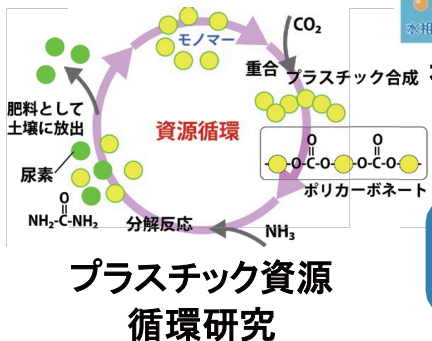 CO₂
モノマー
重合
プラスチック合成
資源循環
肥料として
土壌に放出
尿素
O
NH₂-C-NH₂
O O
-O-C-O- -O-C-O-
ポリカーボネート
分解反応
NH₃
プラスチック資源
循環研究
水相